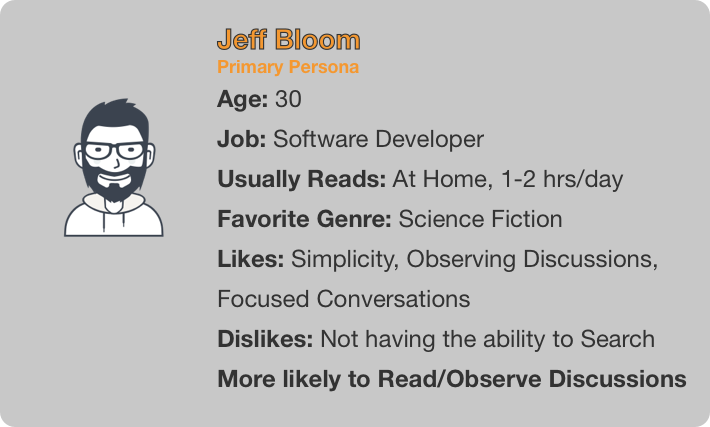 Jeff Bloom
Primary Persona
Age: 30
Job: Software Developer
Usually Reads: At Home, 1-2 hrs/day
Favorite Genre: Science Fiction
Likes: Simplicity, Observing Discussions,
Focused Conversations
Dislikes: Not having the ability to Search
More likely to Read/Observe Discussions